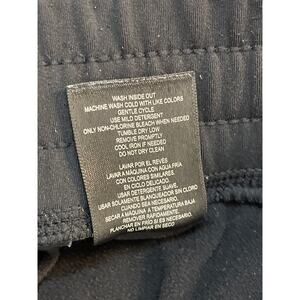 WASH INSIDE OUT
MACHINE WASH COLD WITH LIKE COLORS
GENTLE CYCLE
USE MILD DETERGENT
ONLY NON-CHLORINE BLEACH WHEN NEEDED
TUMBLE DRY LOW
REMOVE PROMPTLY
COOL IRON IF NEEDED
DO NOT DRY CLEAN
LAVAR POR EL REVÉS
LAVAR A MÁQUINA CON AGUA FRIA
CON COLORES SIMILARES.
EN CICLO DELICADO.
USAR DETERGENTE SUAVE.
USAR SOLAMENTE BLANQUEADOR SIN CLORO
CUANDO SEA NECESARIO.
SECAR A MÁQUINA A TEMPERATURA BAJA
REMOVER RÁPIDAMENTE.
PLANCHAR EN FRÍO SI ES NECESARIO.
NO LIMPIAR EN SECO